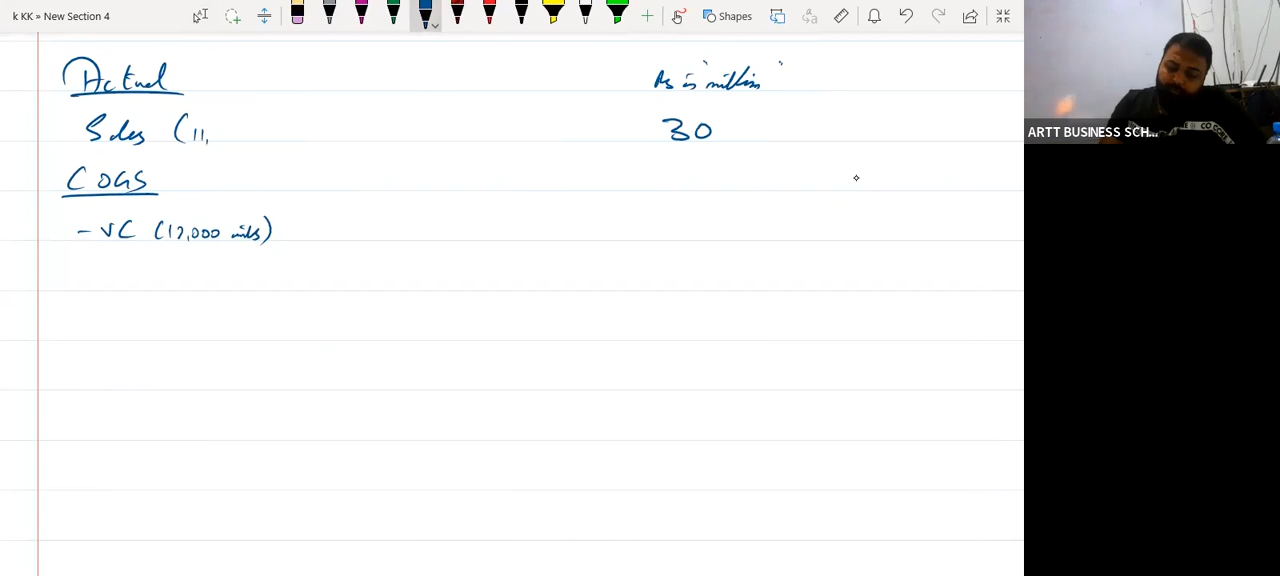 k KK » New Section 4
Shapes
Actual Rs in "million"
Sales (11, 30
COGS
- VC (12,000 units)
ARTT BUSINESS SCH...